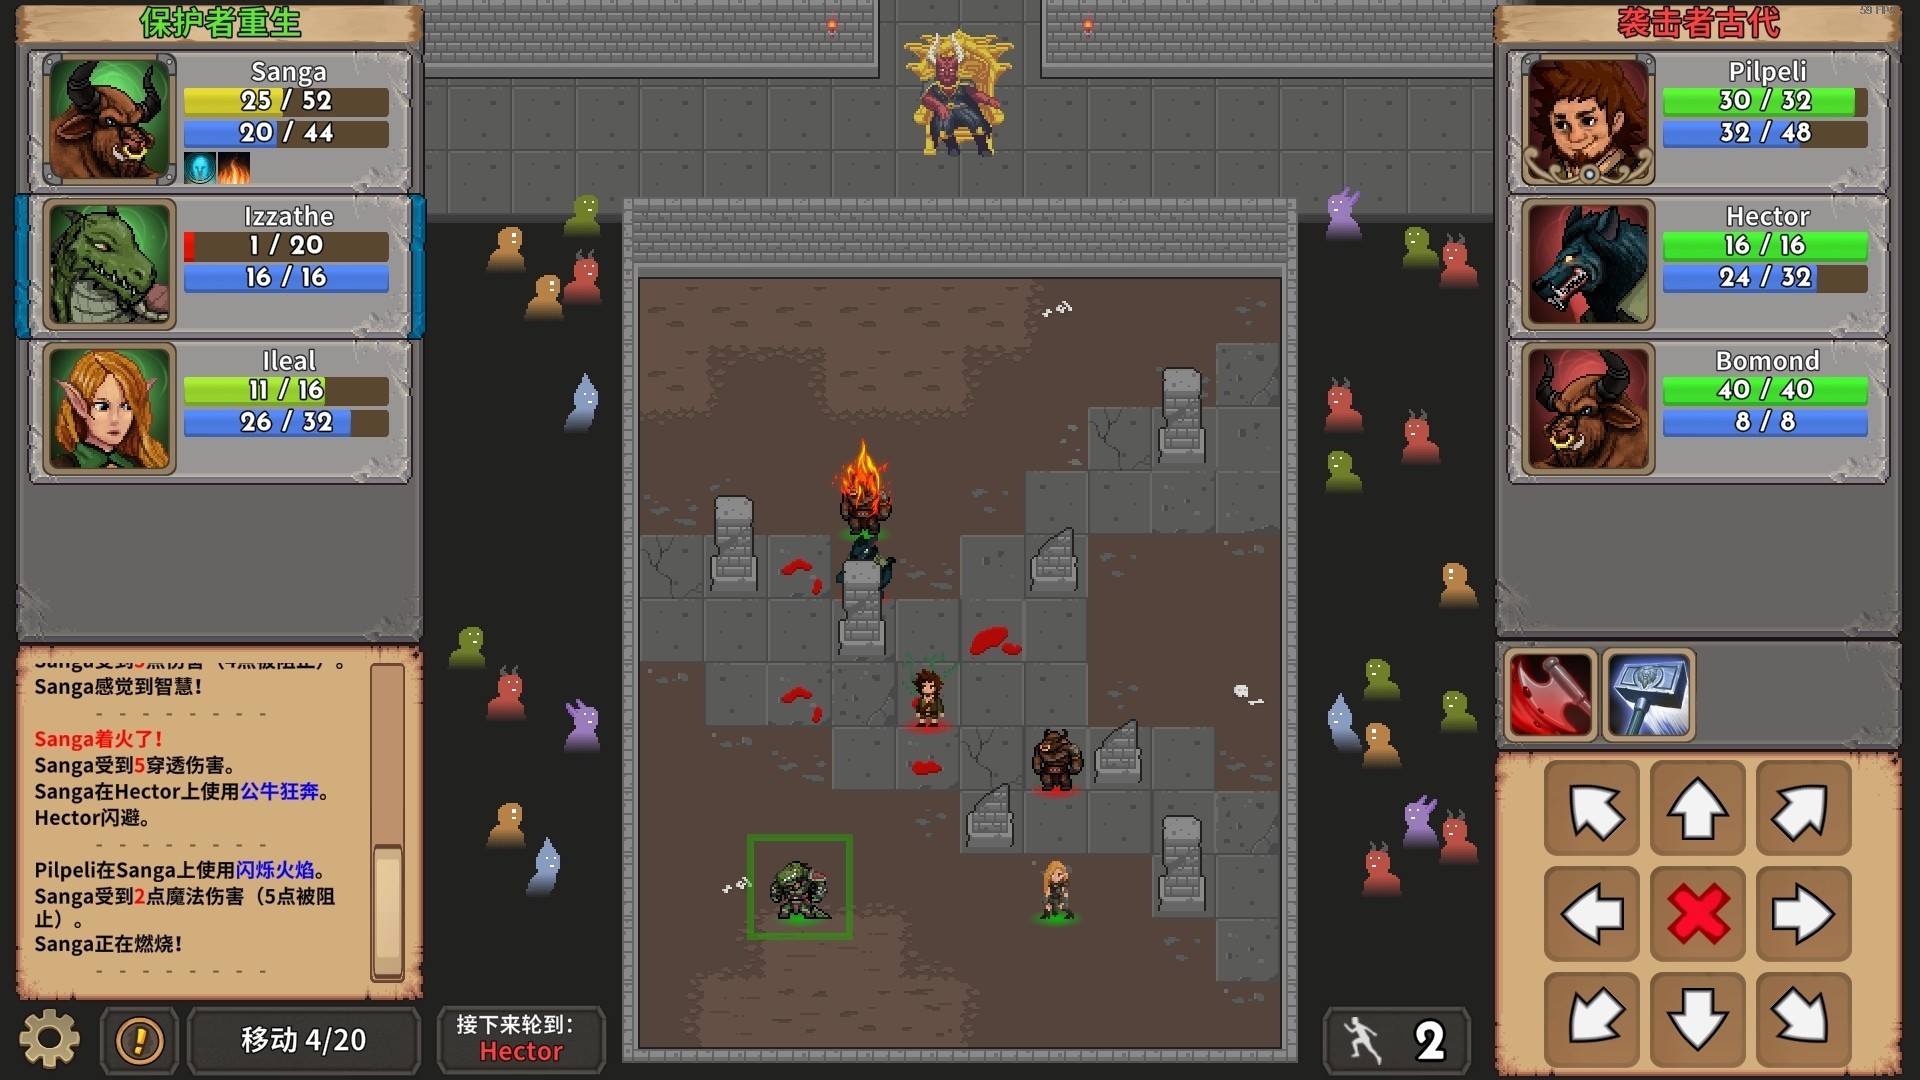 保护者重生
Sanga
25 / 52
20 / 44
Izzathe
1 / 20
16 / 16
Ileal
11 / 16
26 / 32
Sanga感觉到智慧！
- - - - - - - -
Sanga着火了！
Sanga受到5穿透伤害。
Sanga在Hector上使用公牛狂奔。
Hector闪避。
- - - - - - - -
Pilpeli在Sanga上使用闪烁火焰。
Sanga受到2点魔法伤害（5点被阻
止）。
Sanga正在燃烧！
- - - - - - - -
移动 4/20
接下来轮到：
Hector
2
袭击者古代
Pilpeli
30 / 32
32 / 48
Hector
16 / 16
24 / 32
Bomond
40 / 40
8 / 8